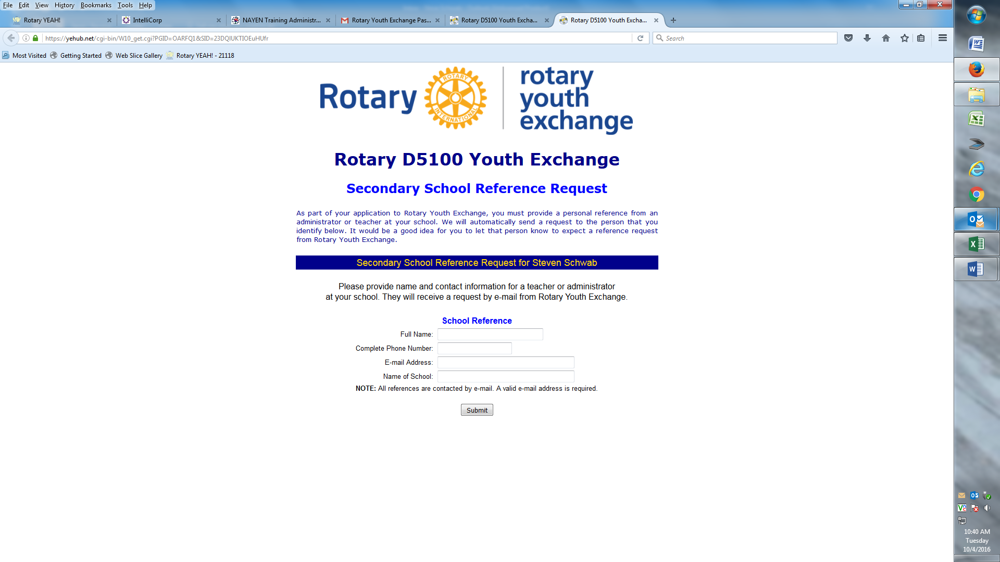 File Edit View History Bookmarks Tools Help
Rotary YEAH!
IntelliCorp
NAYEN Training Administr...
Rotary Youth Exchange Pas...
Rotary D5100 Youth Excha...
Rotary D5100 Youth Excha...
https://yehub.net/cgi-bin/W10_get.cgi?PGID=OARFQ1&SID=23DQIUKTIOEuHUfr
Search
Most Visited Getting Started Web Slice Gallery Rotary YEAH! - 21118
Rotary
ROTARY
INTERNATIONAL
rotary
youth
exchange
Rotary D5100 Youth Exchange
Secondary School Reference Request
As part of your application to Rotary Youth Exchange, you must provide a personal reference from an
administrator or teacher at your school. We will automatically send a request to the person that you
identify below. It would be a good idea for you to let that person know to expect a reference request
from Rotary Youth Exchange.
Secondary School Reference Request for Steven Schwab
Please provide name and contact information for a teacher or administrator
at your school. They will receive a request by e-mail from Rotary Youth Exchange.
School Reference
Full Name:
Complete Phone Number:
E-mail Address:
Name of School:
NOTE: All references are contacted by e-mail. A valid e-mail address is required.
Submit
10:40 AM
Tuesday
10/4/2016